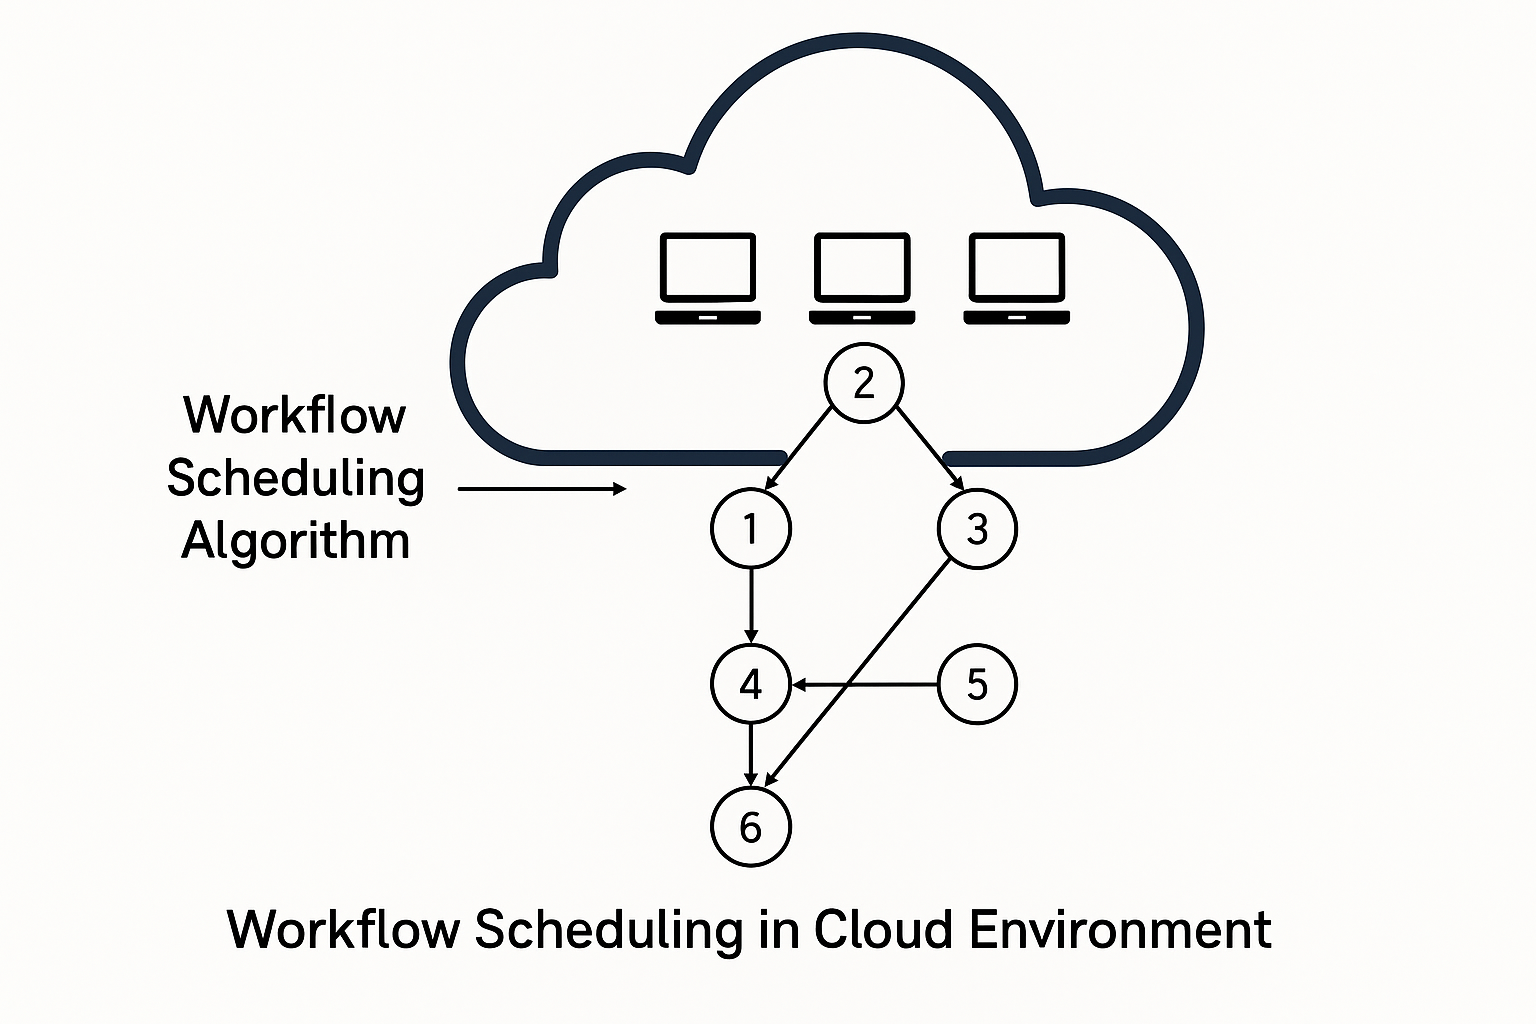 2
Workflow
Scheduling
Algorithm
1
3
4
5
6
Workflow Scheduling in Cloud Environment